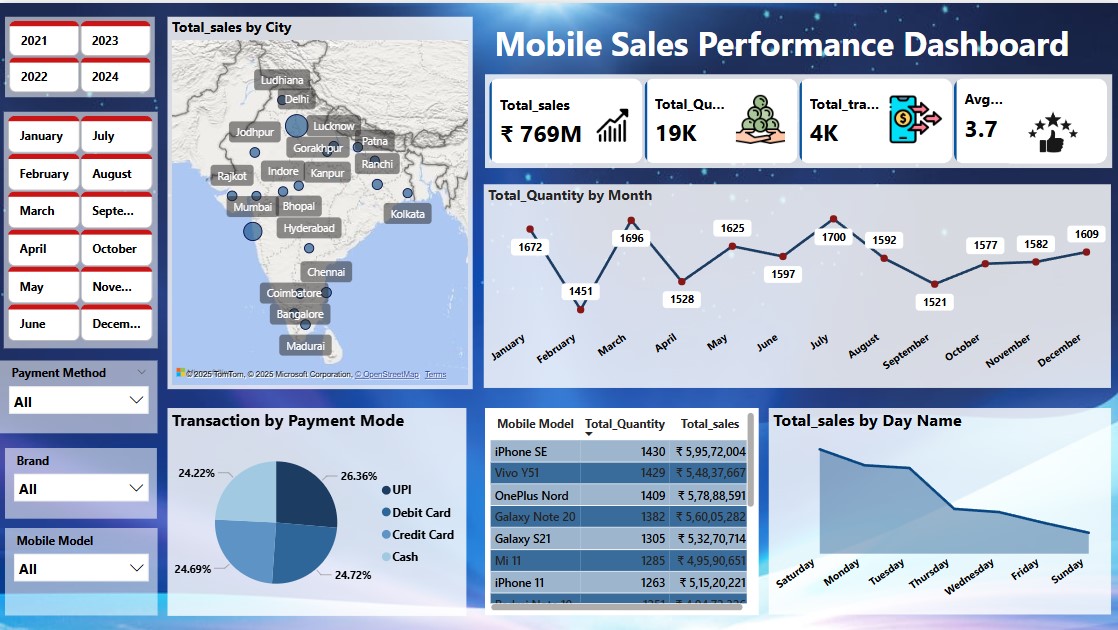 2021
2023
2022
2024
January
July
February
August
March
Septe...
April
October
May
Nove...
June
Decem...
Payment Method
All
Brand
All
Mobile Model
All
Total_sales by City
Ludhiana
Delhi
Jodhpur
Lucknow
Gorakhpur
Patna
Ranchi
Rajkot
Indore
Kanpur
Mumbai
Bhopal
Kolkata
Hyderabad
Chennai
Coimbatore
Bangalore
Madurai
© 2025 TomTom, © 2025 Microsoft Corporation, © OpenStreetMap Terms
Mobile Sales Performance Dashboard
Total_sales
₹ 769M
Total_Qu...
19K
Total_tra...
4K
Avg...
3.7
Total_Quantity by Month
1672
1451
1696
1528
1625
1597
1700
1592
1521
1577
1582
1609
January
February
March
April
May
June
July
August
September
October
November
December
Transaction by Payment Mode
26.36%
24.72%
24.69%
24.22%
UPI
Debit Card
Credit Card
Cash
Mobile Model Total_Quantity Total_sales
iPhone SE 1430 ₹ 5,95,72,004
Vivo Y51 1429 ₹ 5,48,37,667
OnePlus Nord 1409 ₹ 5,78,88,591
Galaxy Note 20 1382 ₹ 5,60,05,282
Galaxy S21 1305 ₹ 5,32,70,714
Mi 11 1285 ₹ 4,95,90,651
iPhone 11 1263 ₹ 5,15,20,221
Total_sales by Day Name
Saturday
Monday
Tuesday
Thursday
Wednesday
Friday
Sunday